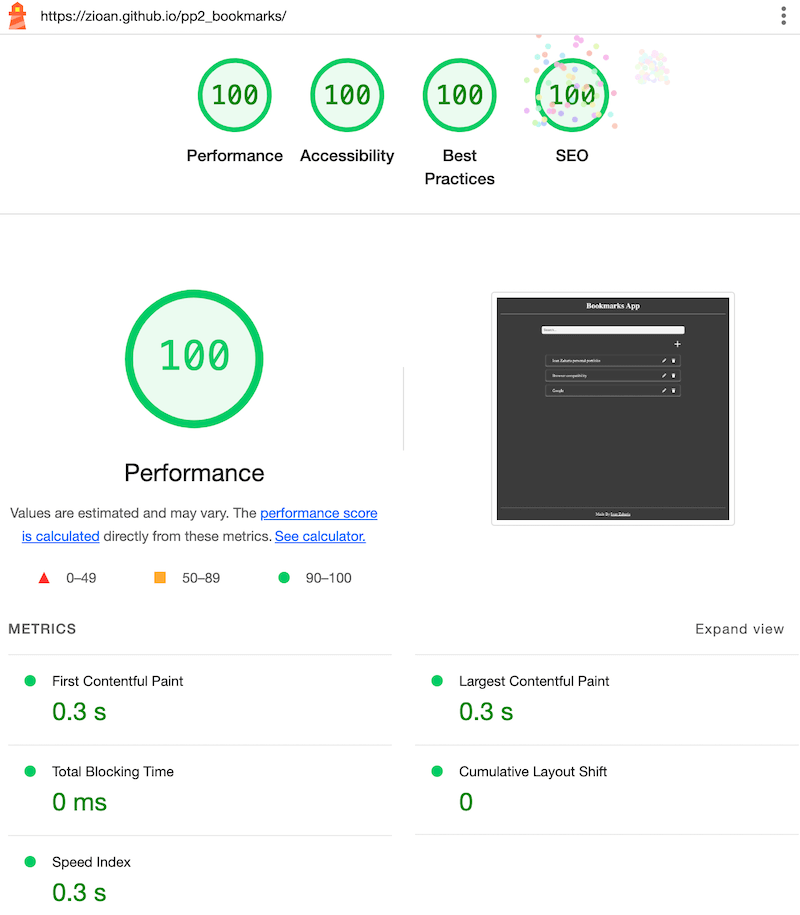 https://zioan.github.io/pp2_bookmarks/
100
100
100
100
Performance
Accessibility
Best
Practices
SEO
100
Performance
Values are estimated and may vary. The performance score
is calculated directly from these metrics. See calculator.
0–49
50–89
90–100
Bookmarks App
Search...
Ioan Zaharia personal portfolio
Browser compatibility
Google
Made By Ioan Zaharia
METRICS
Expand view
First Contentful Paint
0.3 s
Largest Contentful Paint
0.3 s
Total Blocking Time
0 ms
Cumulative Layout Shift
0
Speed Index
0.3 s